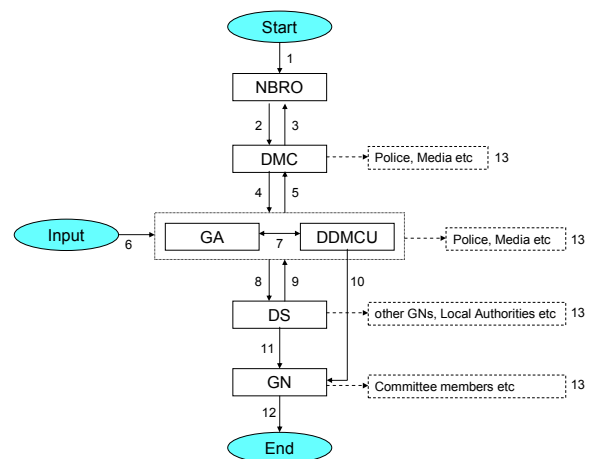 Start
1
NBRO
2
3
DMC
Police, Media etc
13
4
5
Input
6
GA
7
DDMCU
Police, Media etc
13
8
9
10
DS
other GNs, Local Authorities etc
13
11
GN
Committee members etc
13
12
End